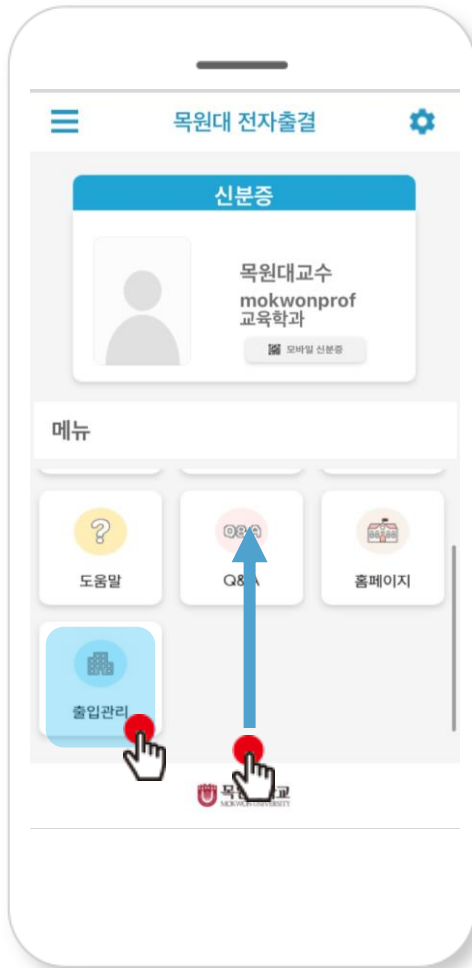 목원대 전자출결
신분증
목원대교수
mokwonprof
교육학과
모바일 신분증
메뉴
도움말
Q&A
홈페이지
출입관리
MOKWON UNIVERSITY